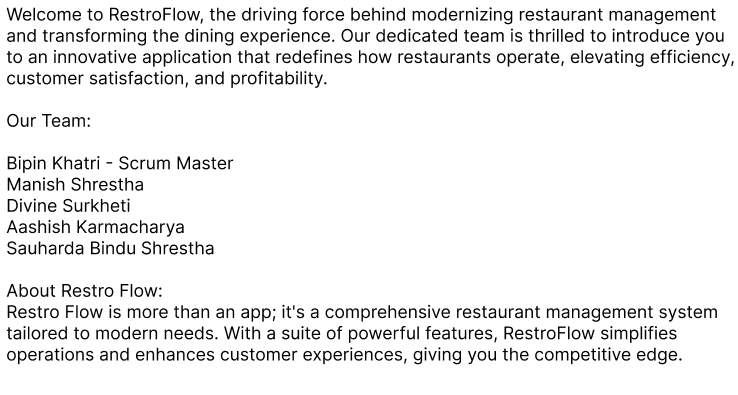 Welcome to RestroFlow, the driving force behind modernizing restaurant management
and transforming the dining experience. Our dedicated team is thrilled to introduce you
to an innovative application that redefines how restaurants operate, elevating efficiency,
customer satisfaction, and profitability.
Our Team:
Bipin Khatri - Scrum Master
Manish Shrestha
Divine Surkheti
Aashish Karmacharya
Sauharda Bindu Shrestha
About Restro Flow:
Restro Flow is more than an app; it's a comprehensive restaurant management system
tailored to modern needs. With a suite of powerful features, RestroFlow simplifies
operations and enhances customer experiences, giving you the competitive edge.